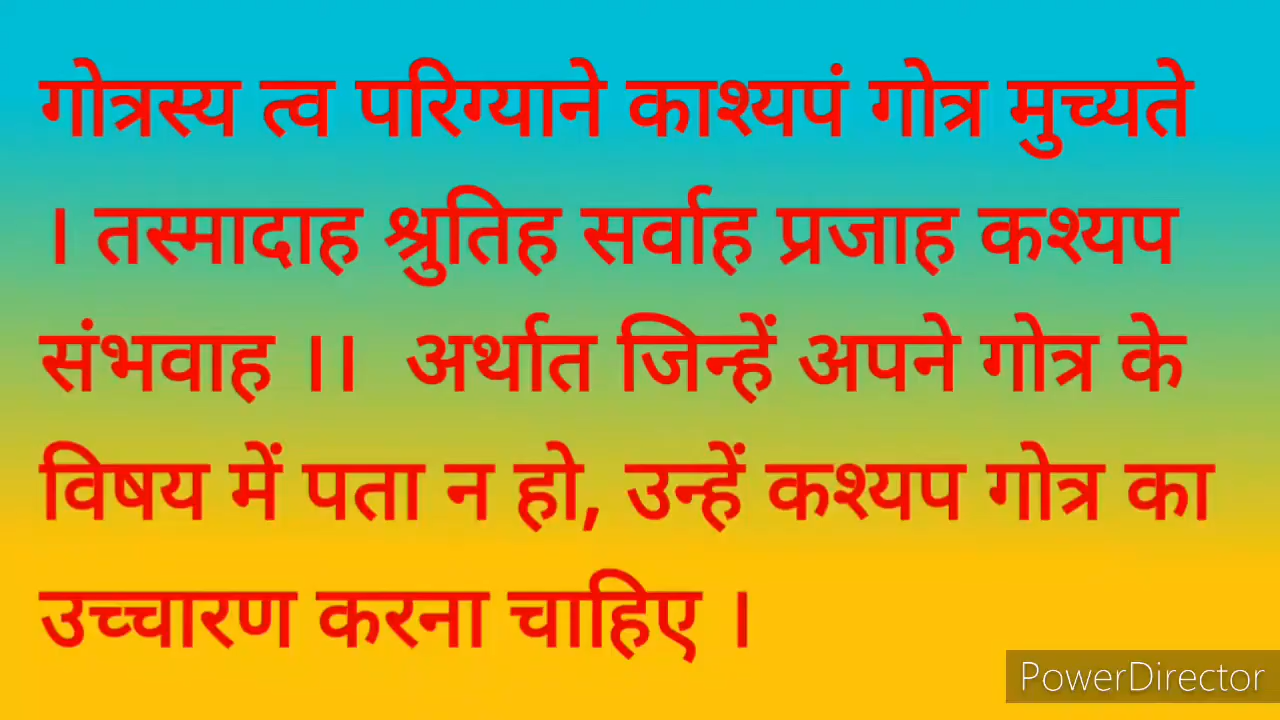 गोत्रस्य त्व परिग्याने काश्यपं गोत्र मुच्यते
। तस्मादाह श्रुतिह सर्वाह प्रजाह कश्यप
संभवाह ।। अर्थात जिन्हें अपने गोत्र के
विषय में पता न हो, उन्हें कश्यप गोत्र का
उच्चारण करना चाहिए ।
PowerDirector